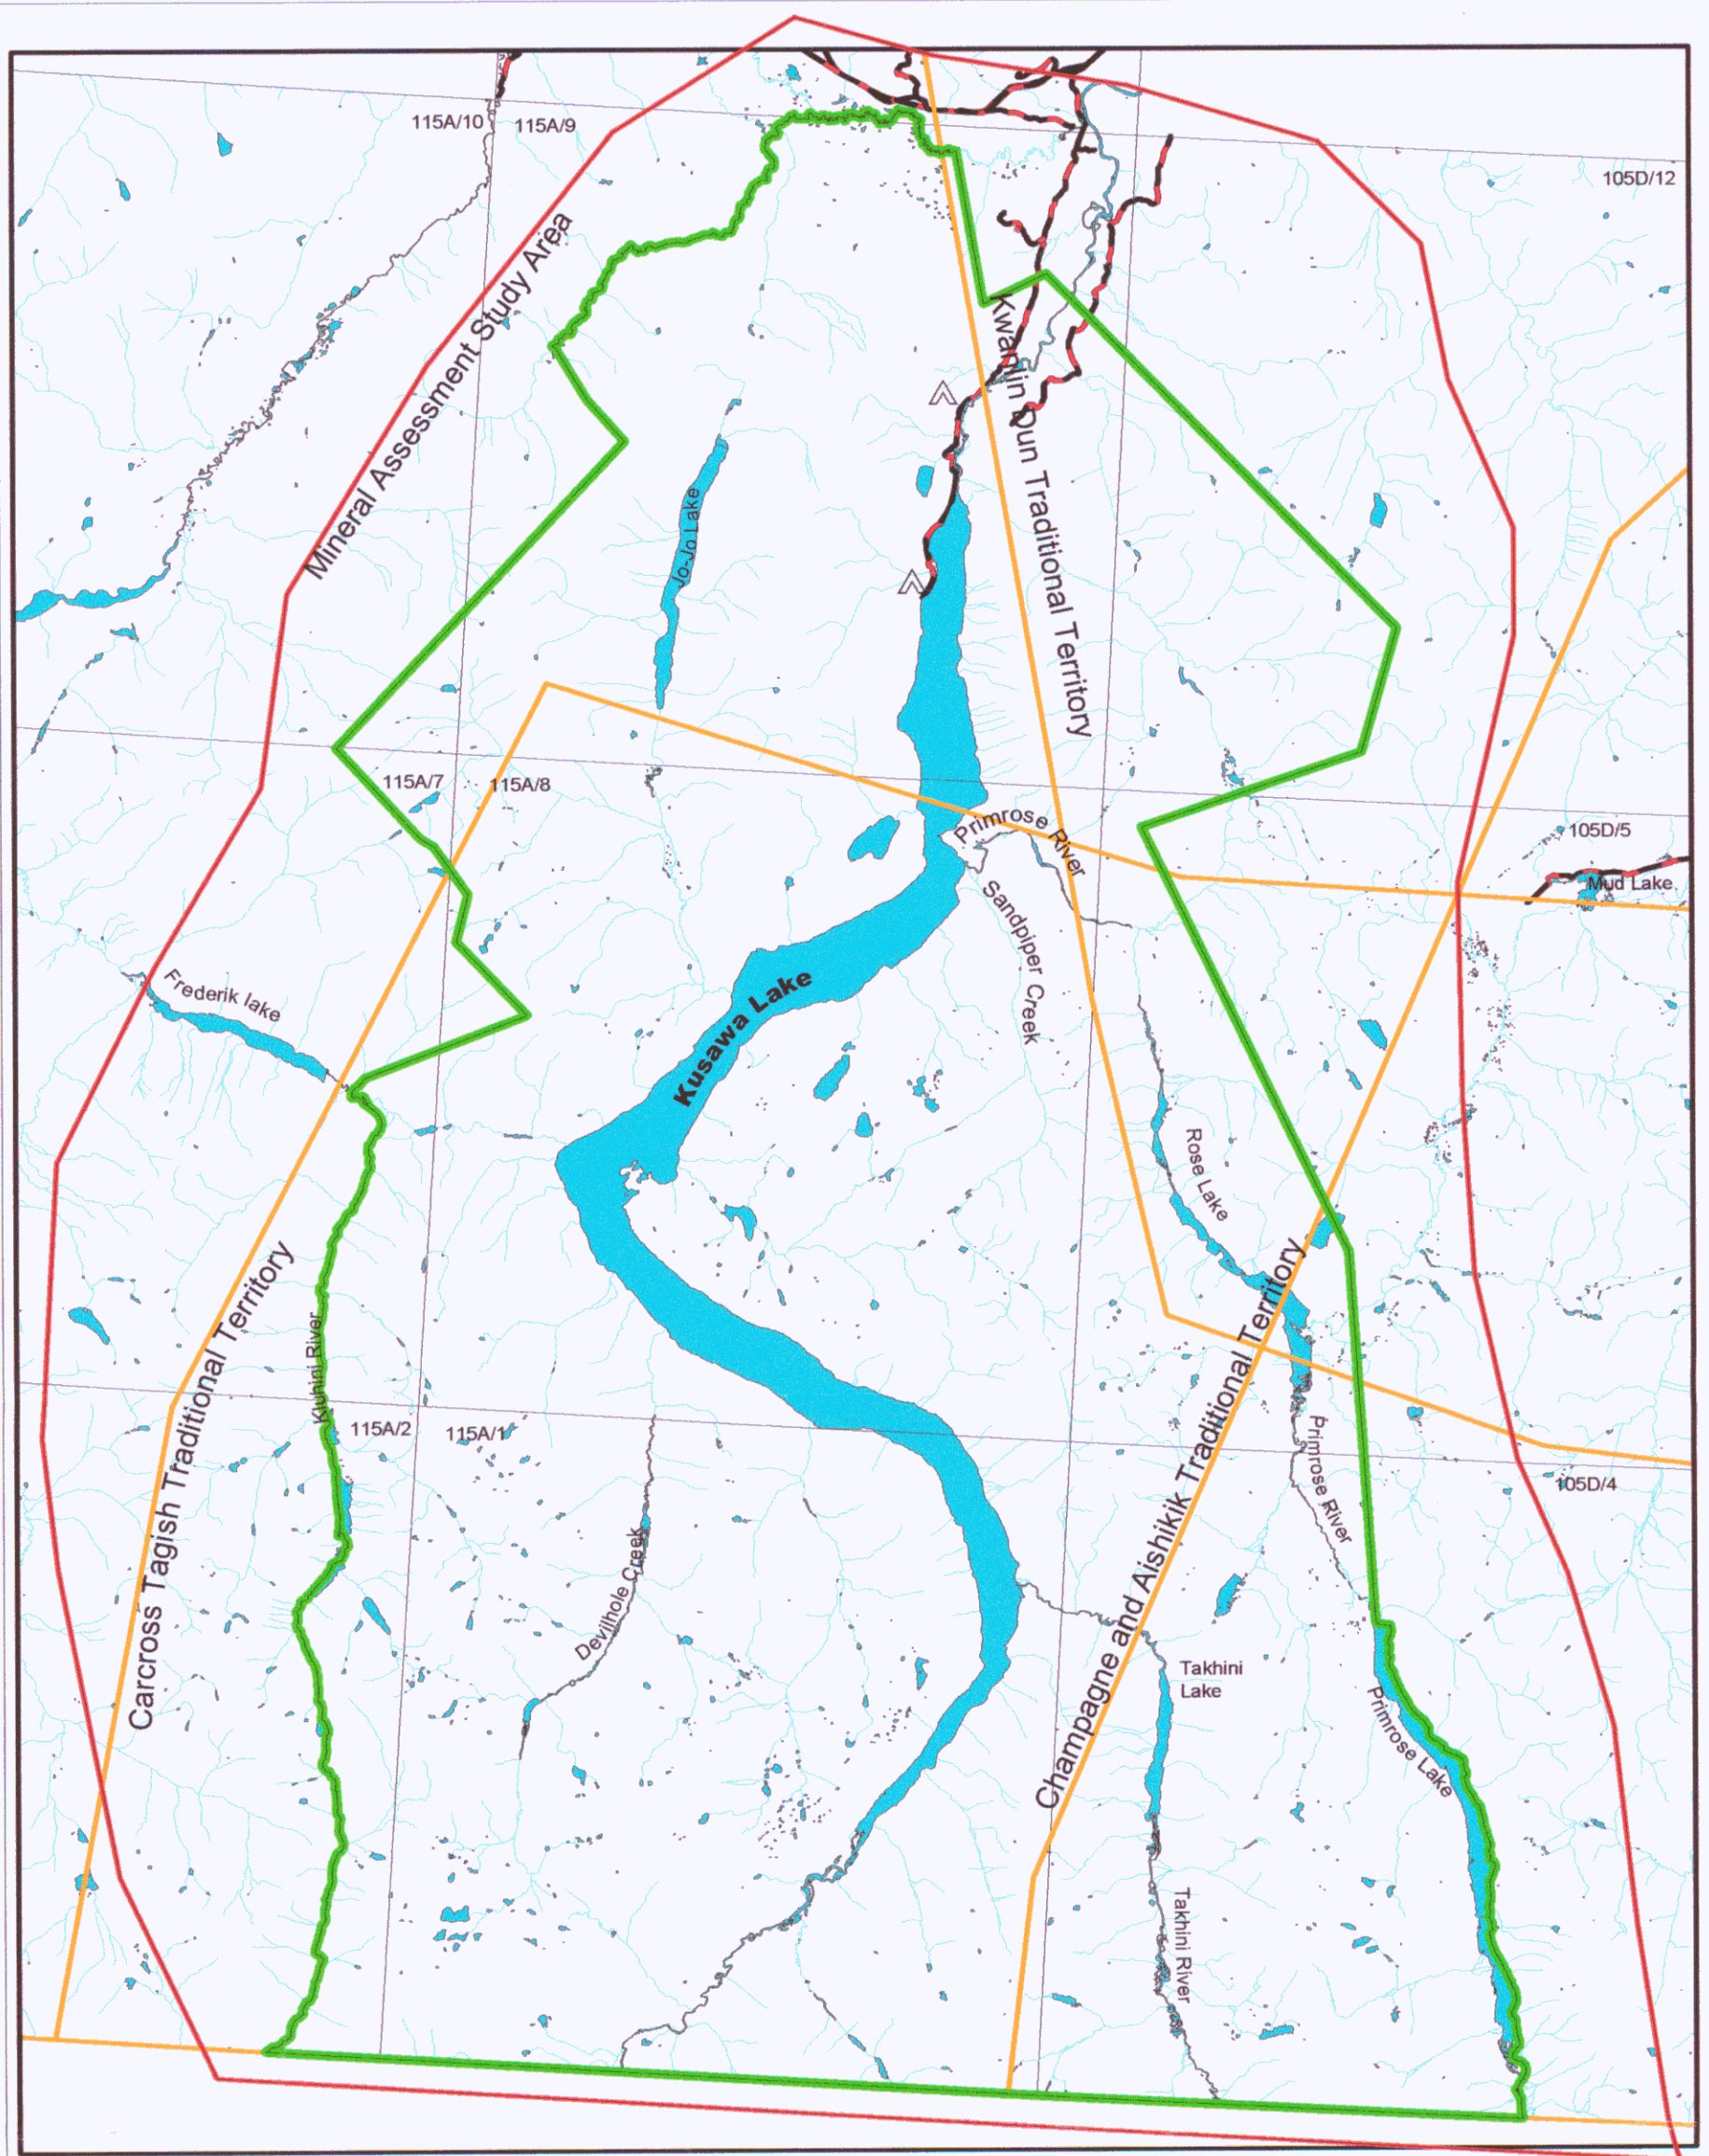 115A/10
115A/9
105D/12
Mineral Assessment Study Area
Kwanlin Dun Traditional Territory
Jo-Jo Lake
115A/7
115A/8
Primrose River
105D/5
Mud Lake
Sandpiper Creek
Frederik lake
Kusawa Lake
Rose Lake
Carcross Tagish Traditional Territory
Kluhini River
Champagne and Aishikik Traditional Territory
115A/2
115A/1
Primrose River
105D/4
Devilhole Creek
Takhini
Lake
Primrose Lake
Takhini River